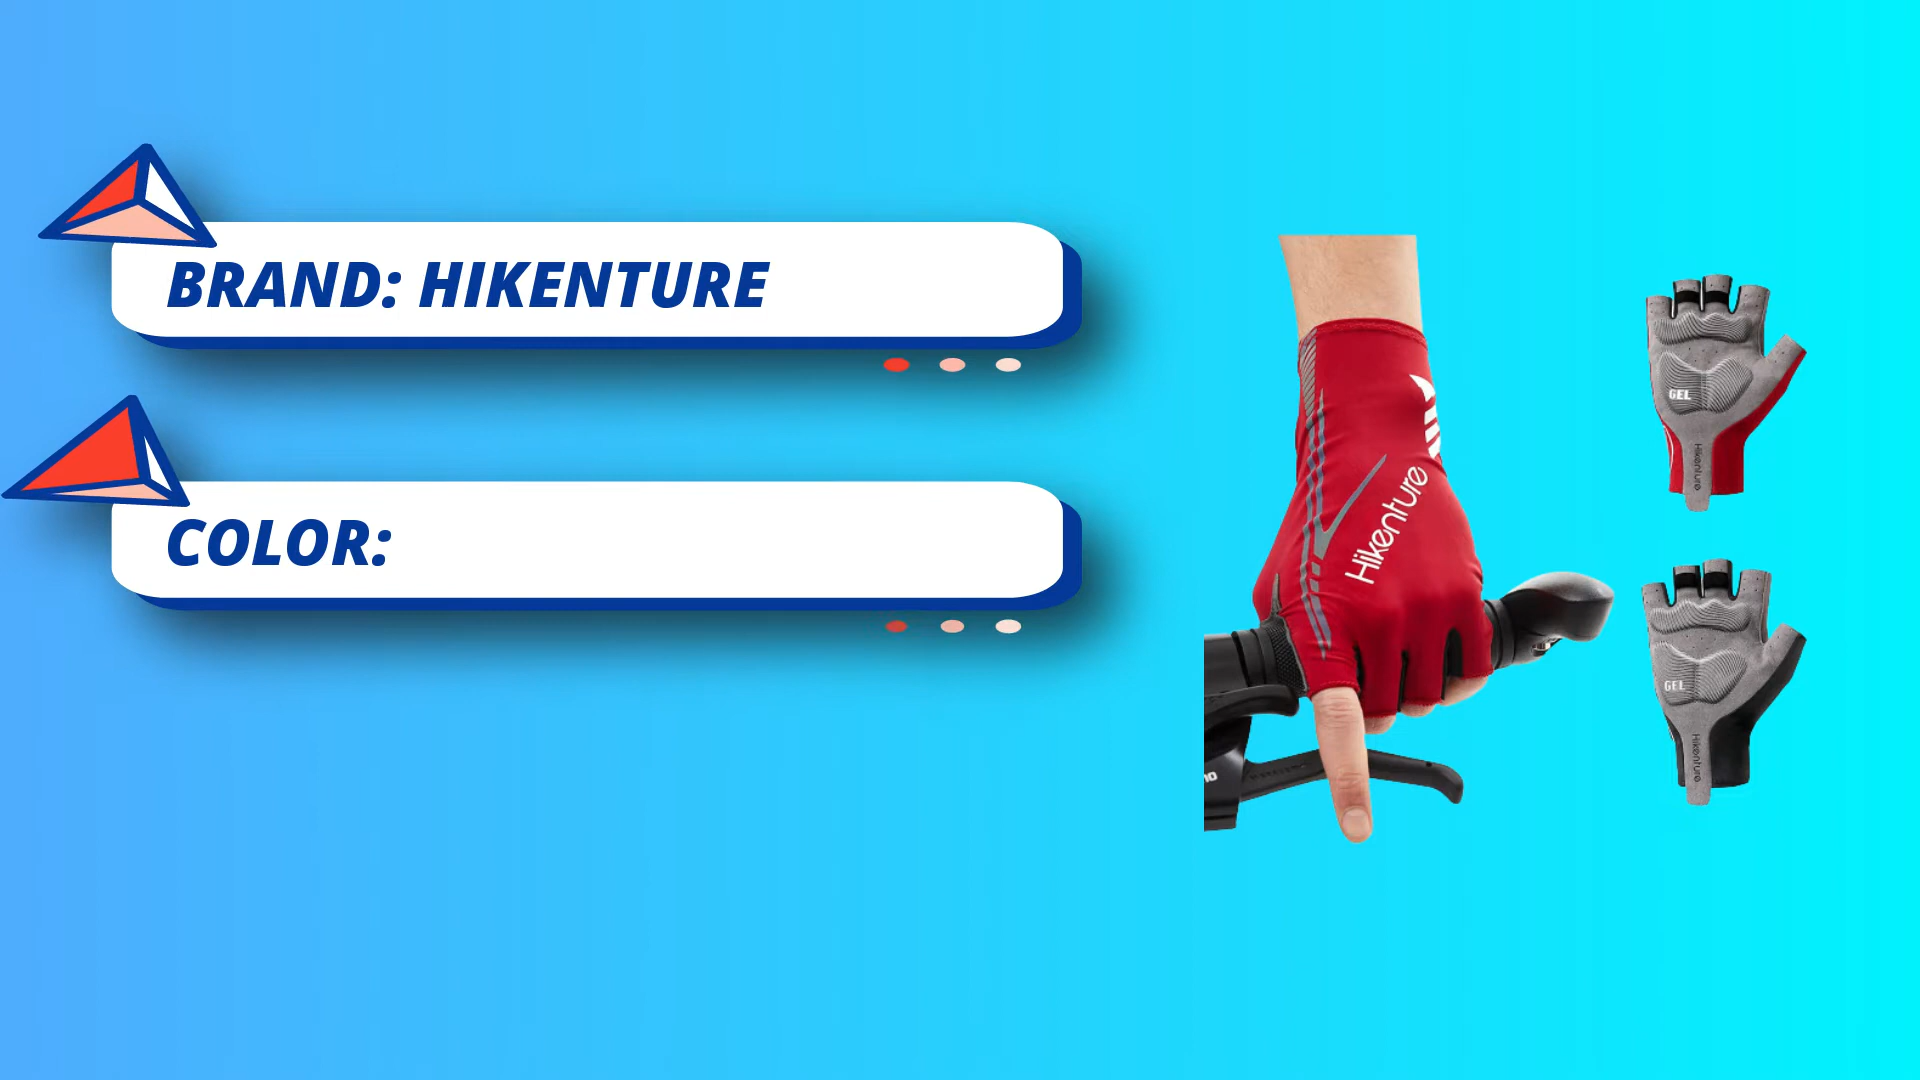 BRAND: HIKENTURE
COLOR:
Hikenture
GEL
Hikenture
GEL
Hikenture